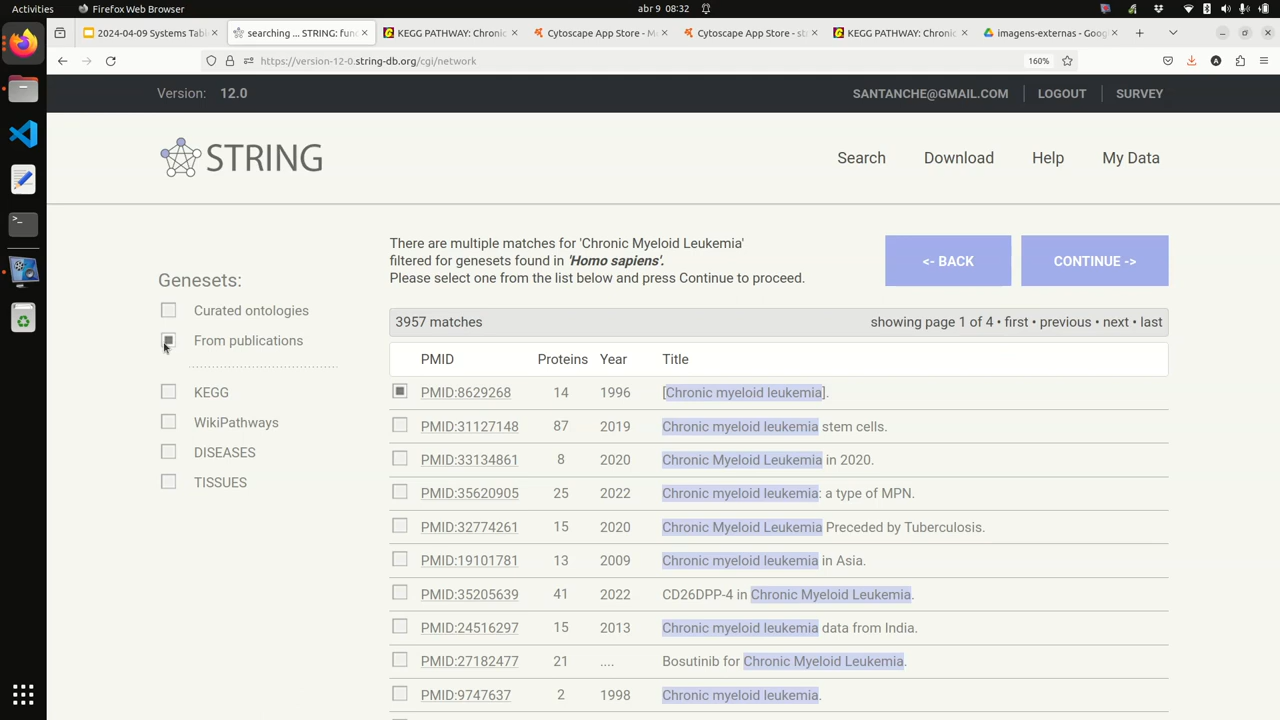 Activities
Firefox Web Browser
abr 9 08:32
2024-04-09 Systems Tabl
searching ... STRING: fun
KEGG PATHWAY: Chronic
Cytoscape App Store - M
Cytoscape App Store - st
KEGG PATHWAY: Chronic
imagens-externas - Goog
https://version-12-0.string-db.org/cgi/network
160%
Version: 12.0
SANTANCHE@GMAIL.COM | LOGOUT | SURVEY
STRING
Search Download Help My Data
There are multiple matches for 'Chronic Myeloid Leukemia'
filtered for genesets found in 'Homo sapiens'.
Please select one from the list below and press Continue to proceed.
<- BACK
CONTINUE ->
Genesets:
Curated ontologies
From publications
KEGG
WikiPathways
DISEASES
TISSUES
3957 matches showing page 1 of 4 • first • previous • next • last
PMID Proteins Year Title
PMID:8629268 14 1996 [Chronic myeloid leukemia].
PMID:31127148 87 2019 Chronic myeloid leukemia stem cells.
PMID:33134861 8 2020 Chronic Myeloid Leukemia in 2020.
PMID:35620905 25 2022 Chronic myeloid leukemia: a type of MPN.
PMID:32774261 15 2020 Chronic Myeloid Leukemia Preceded by Tuberculosis.
PMID:19101781 13 2009 Chronic myeloid leukemia in Asia.
PMID:35205639 41 2022 CD26DPP-4 in Chronic Myeloid Leukemia.
PMID:24516297 15 2013 Chronic myeloid leukemia data from India.
PMID:27182477 21 .... Bosutinib for Chronic Myeloid Leukemia.
PMID:9747637 2 1998 Chronic myeloid leukemia.